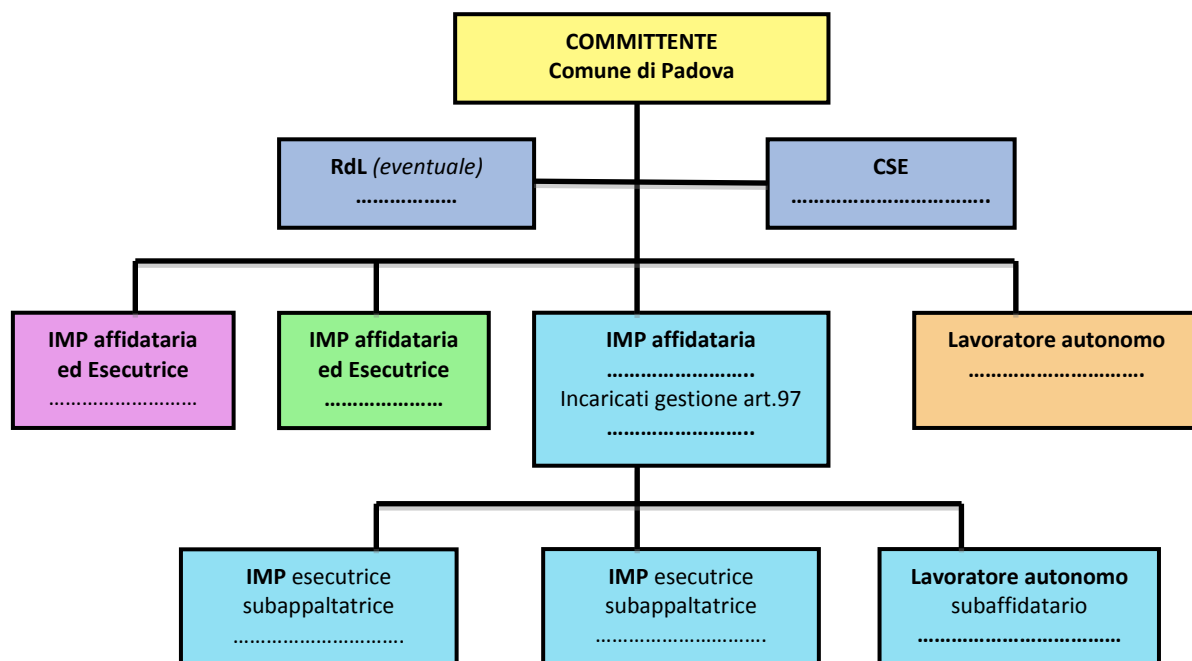 COMMITTENTE
Comune di Padova
RdL (eventuale)
………………
CSE
……………………………..
IMP affidataria
ed Esecutrice
………………………
IMP affidataria
ed Esecutrice
…………………
IMP affidataria
……………………..
Incaricati gestione art.97
……………………..
Lavoratore autonomo
………………………….
IMP esecutrice
subappaltatrice
………………………….
IMP esecutrice
subappaltatrice
………………………….
Lavoratore autonomo
subaffidatario
……………………………